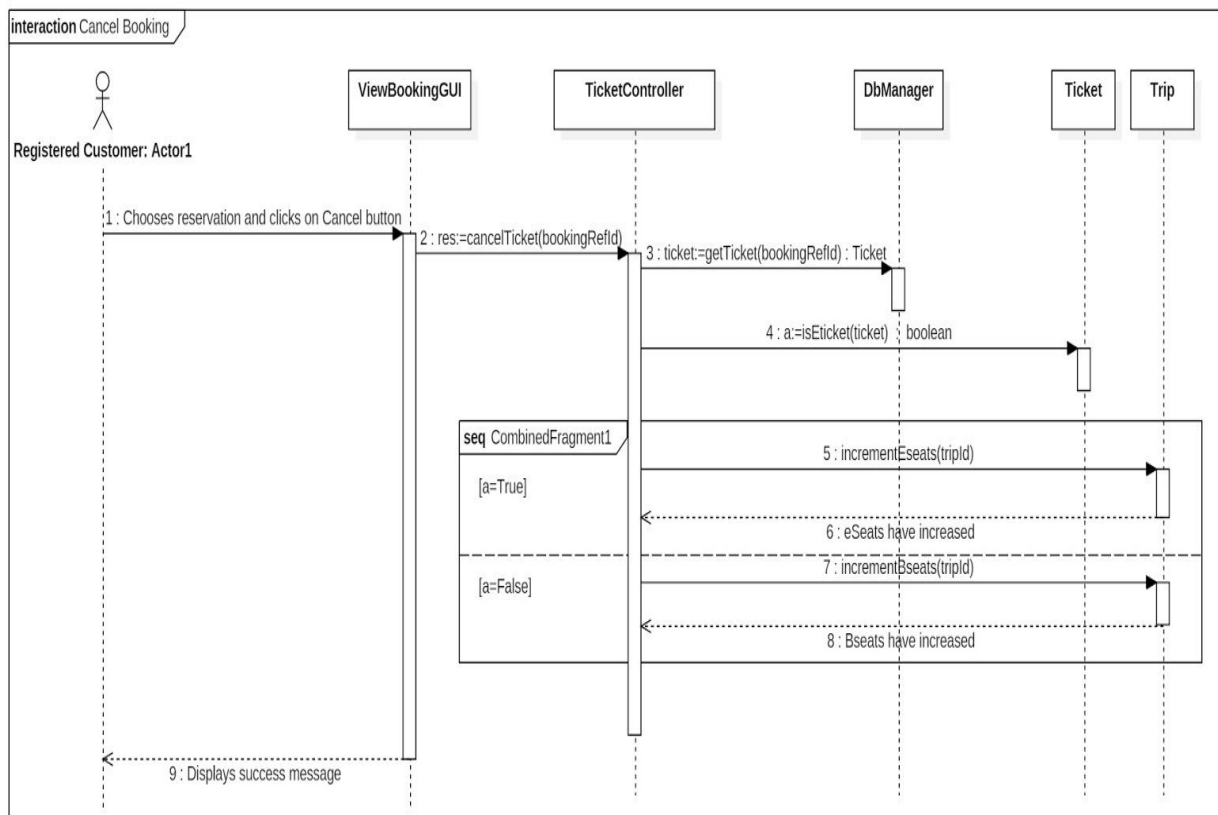 interaction Cancel Booking
ViewBookingGUI
TicketController
DbManager
Ticket
Trip
Registered Customer: Actor1
1 : Chooses reservation and clicks on Cancel button
2 : res:=cancelTicket(bookingRefId)
3 : ticket:=getTicket(bookingRefId) : Ticket
4 : a:=isEticket(ticket) : boolean
seq CombinedFragment1
5 : incrementEseats(tripId)
[a=True]
6 : eSeats have increased
7 : incrementBseats(tripId)
[a=False]
8 : Bseats have increased
9 : Displays success message